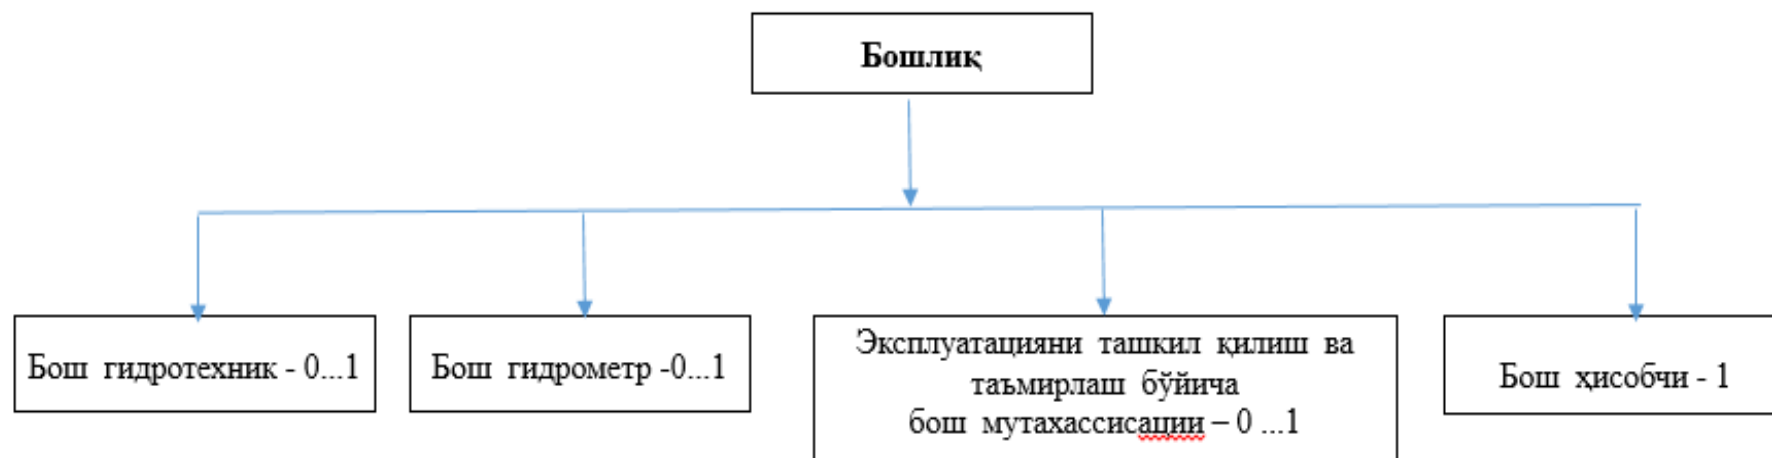 Бошлиқ
Бош гидротехник - 0...1
Бош гидрометр -0...1
Эксплуатацияни ташкил қилиш ва
таъмирлаш бўйича
бош мутахассисации – 0 ...1
Бош ҳисобчи - 1